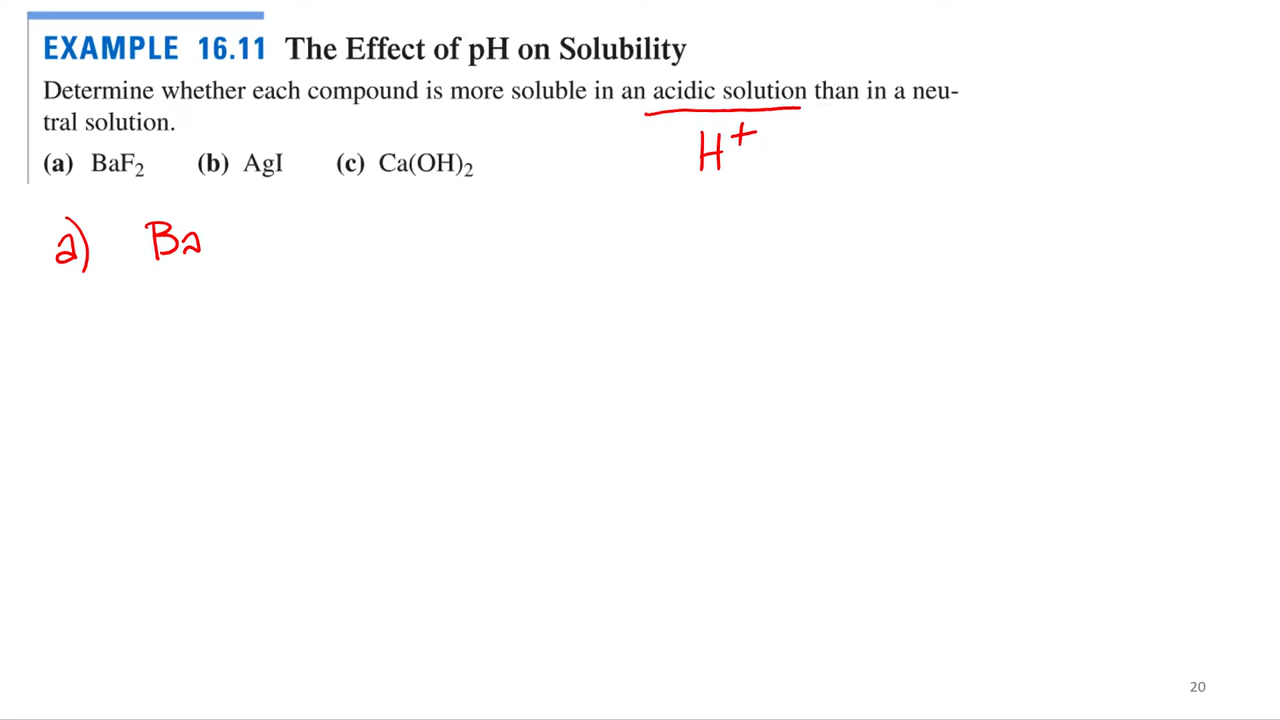 EXAMPLE 16.11 The Effect of pH on Solubility
Determine whether each compound is more soluble in an acidic solution than in a neu-
tral solution.
H⁺
(a) BaF₂ (b) AgI (c) Ca(OH)₂
a) Ba
20